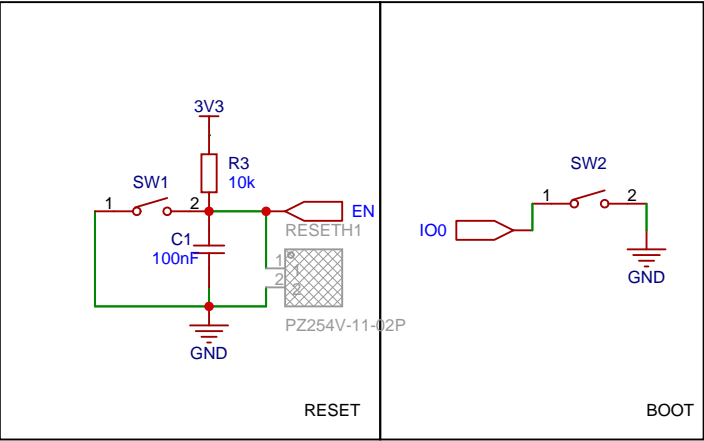 3V3
R3
10k
SW1
1
2
EN
RESETH1
C1
100nF
1
1
2
2
PZ254V-11-02P
GND
RESET
SW2
1
2
IO0
GND
BOOT